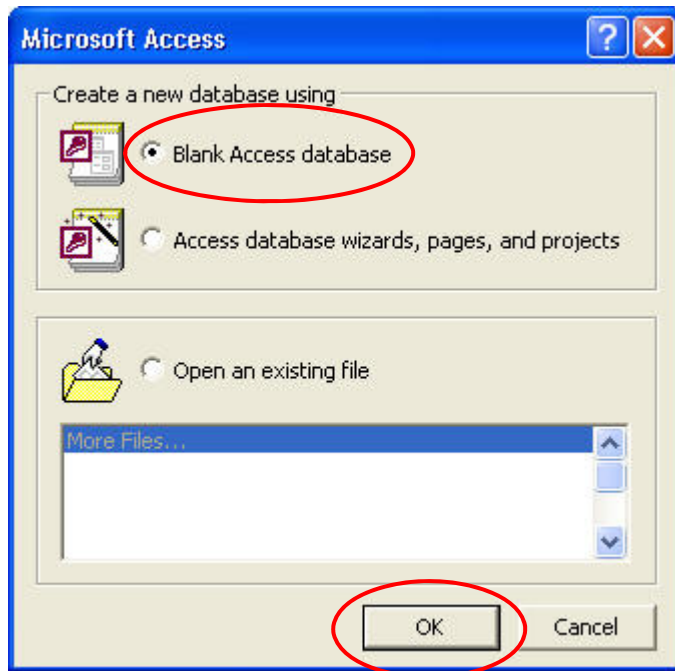 Microsoft Access
Create a new database using
Blank Access database
Access database wizards, pages, and projects
Open an existing file
More Files...
OK
Cancel